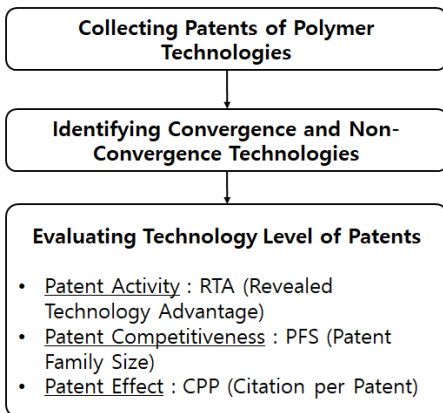 Collecting Patents of Polymer
Technologies
Identifying Convergence and Non-
Convergence Technologies
Evaluating Technology Level of Patents
• Patent Activity : RTA (Revealed
Technology Advantage)
• Patent Competitiveness : PFS (Patent
Family Size)
• Patent Effect : CPP (Citation per Patent)